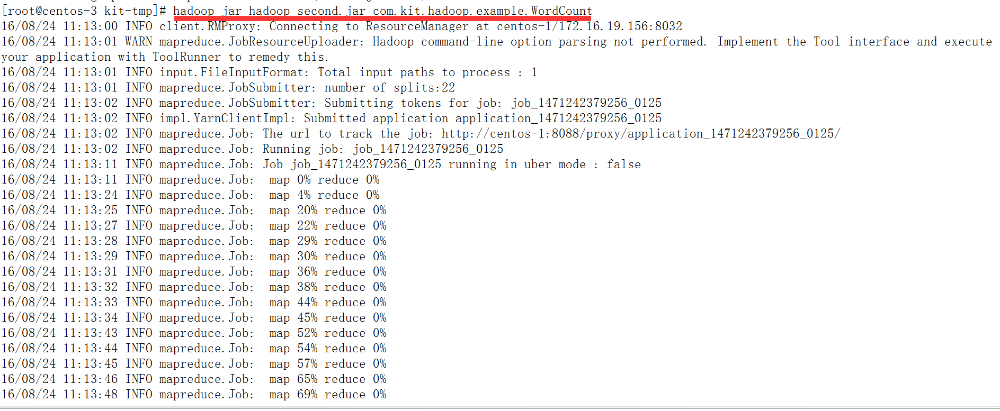 [root@centos-3 kit-tmp]# hadoop jar hadoop second.jar com.kit.hadoop.example.WordCount
16/08/24 11:13:00 INFO client.RMProxy: Connecting to ResourceManager at centos-1/172.16.19.156:8032
16/08/24 11:13:01 WARN mapreduce.JobResourceUploader: Hadoop command-line option parsing not performed. Implement the Tool interface and execute
your application with ToolRunner to remedy this.
16/08/24 11:13:01 INFO input.FileInputFormat: Total input paths to process : 1
16/08/24 11:13:01 INFO mapreduce.JobSubmitter: number of splits:22
16/08/24 11:13:02 INFO mapreduce.JobSubmitter: Submitting tokens for job: job_1471242379256_0125
16/08/24 11:13:02 INFO impl.YarnClientImpl: Submitted application application_1471242379256_0125
16/08/24 11:13:02 INFO mapreduce.Job: The url to track the job: http://centos-1:8088/proxy/application_1471242379256_0125/
16/08/24 11:13:02 INFO mapreduce.Job: Running job: job_1471242379256_0125
16/08/24 11:13:11 INFO mapreduce.Job: Job job_1471242379256_0125 running in uber mode : false
16/08/24 11:13:11 INFO mapreduce.Job:  map 0% reduce 0%
16/08/24 11:13:24 INFO mapreduce.Job:  map 4% reduce 0%
16/08/24 11:13:25 INFO mapreduce.Job:  map 20% reduce 0%
16/08/24 11:13:27 INFO mapreduce.Job:  map 22% reduce 0%
16/08/24 11:13:28 INFO mapreduce.Job:  map 29% reduce 0%
16/08/24 11:13:29 INFO mapreduce.Job:  map 30% reduce 0%
16/08/24 11:13:31 INFO mapreduce.Job:  map 36% reduce 0%
16/08/24 11:13:32 INFO mapreduce.Job:  map 38% reduce 0%
16/08/24 11:13:33 INFO mapreduce.Job:  map 44% reduce 0%
16/08/24 11:13:34 INFO mapreduce.Job:  map 45% reduce 0%
16/08/24 11:13:43 INFO mapreduce.Job:  map 52% reduce 0%
16/08/24 11:13:44 INFO mapreduce.Job:  map 54% reduce 0%
16/08/24 11:13:45 INFO mapreduce.Job:  map 57% reduce 0%
16/08/24 11:13:46 INFO mapreduce.Job:  map 65% reduce 0%
16/08/24 11:13:48 INFO mapreduce.Job:  map 69% reduce 0%